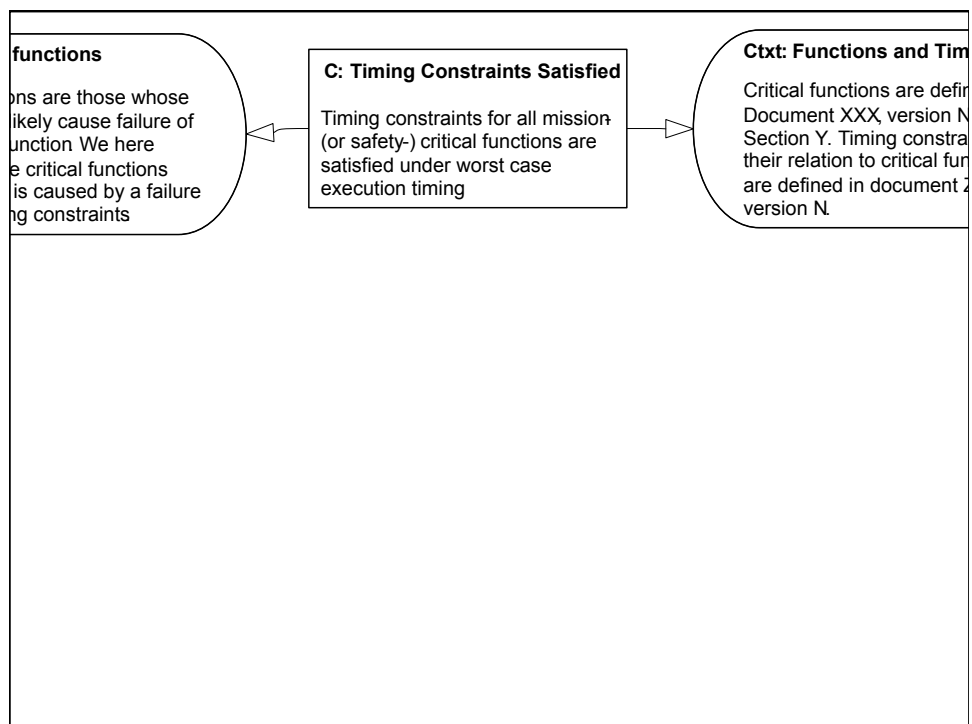 functions
ons are those whose
likely cause failure of
unction. We here
e critical functions
is caused by a failure
ng constraints
C: Timing Constraints Satisfied
Timing constraints for all mission-
(or safety-) critical functions are
satisfied under worst case
execution timing
Ctxt: Functions and Tim
Critical functions are defin
Document XXX, version N
Section Y. Timing constra
their relation to critical fun
are defined in document Z
version N.